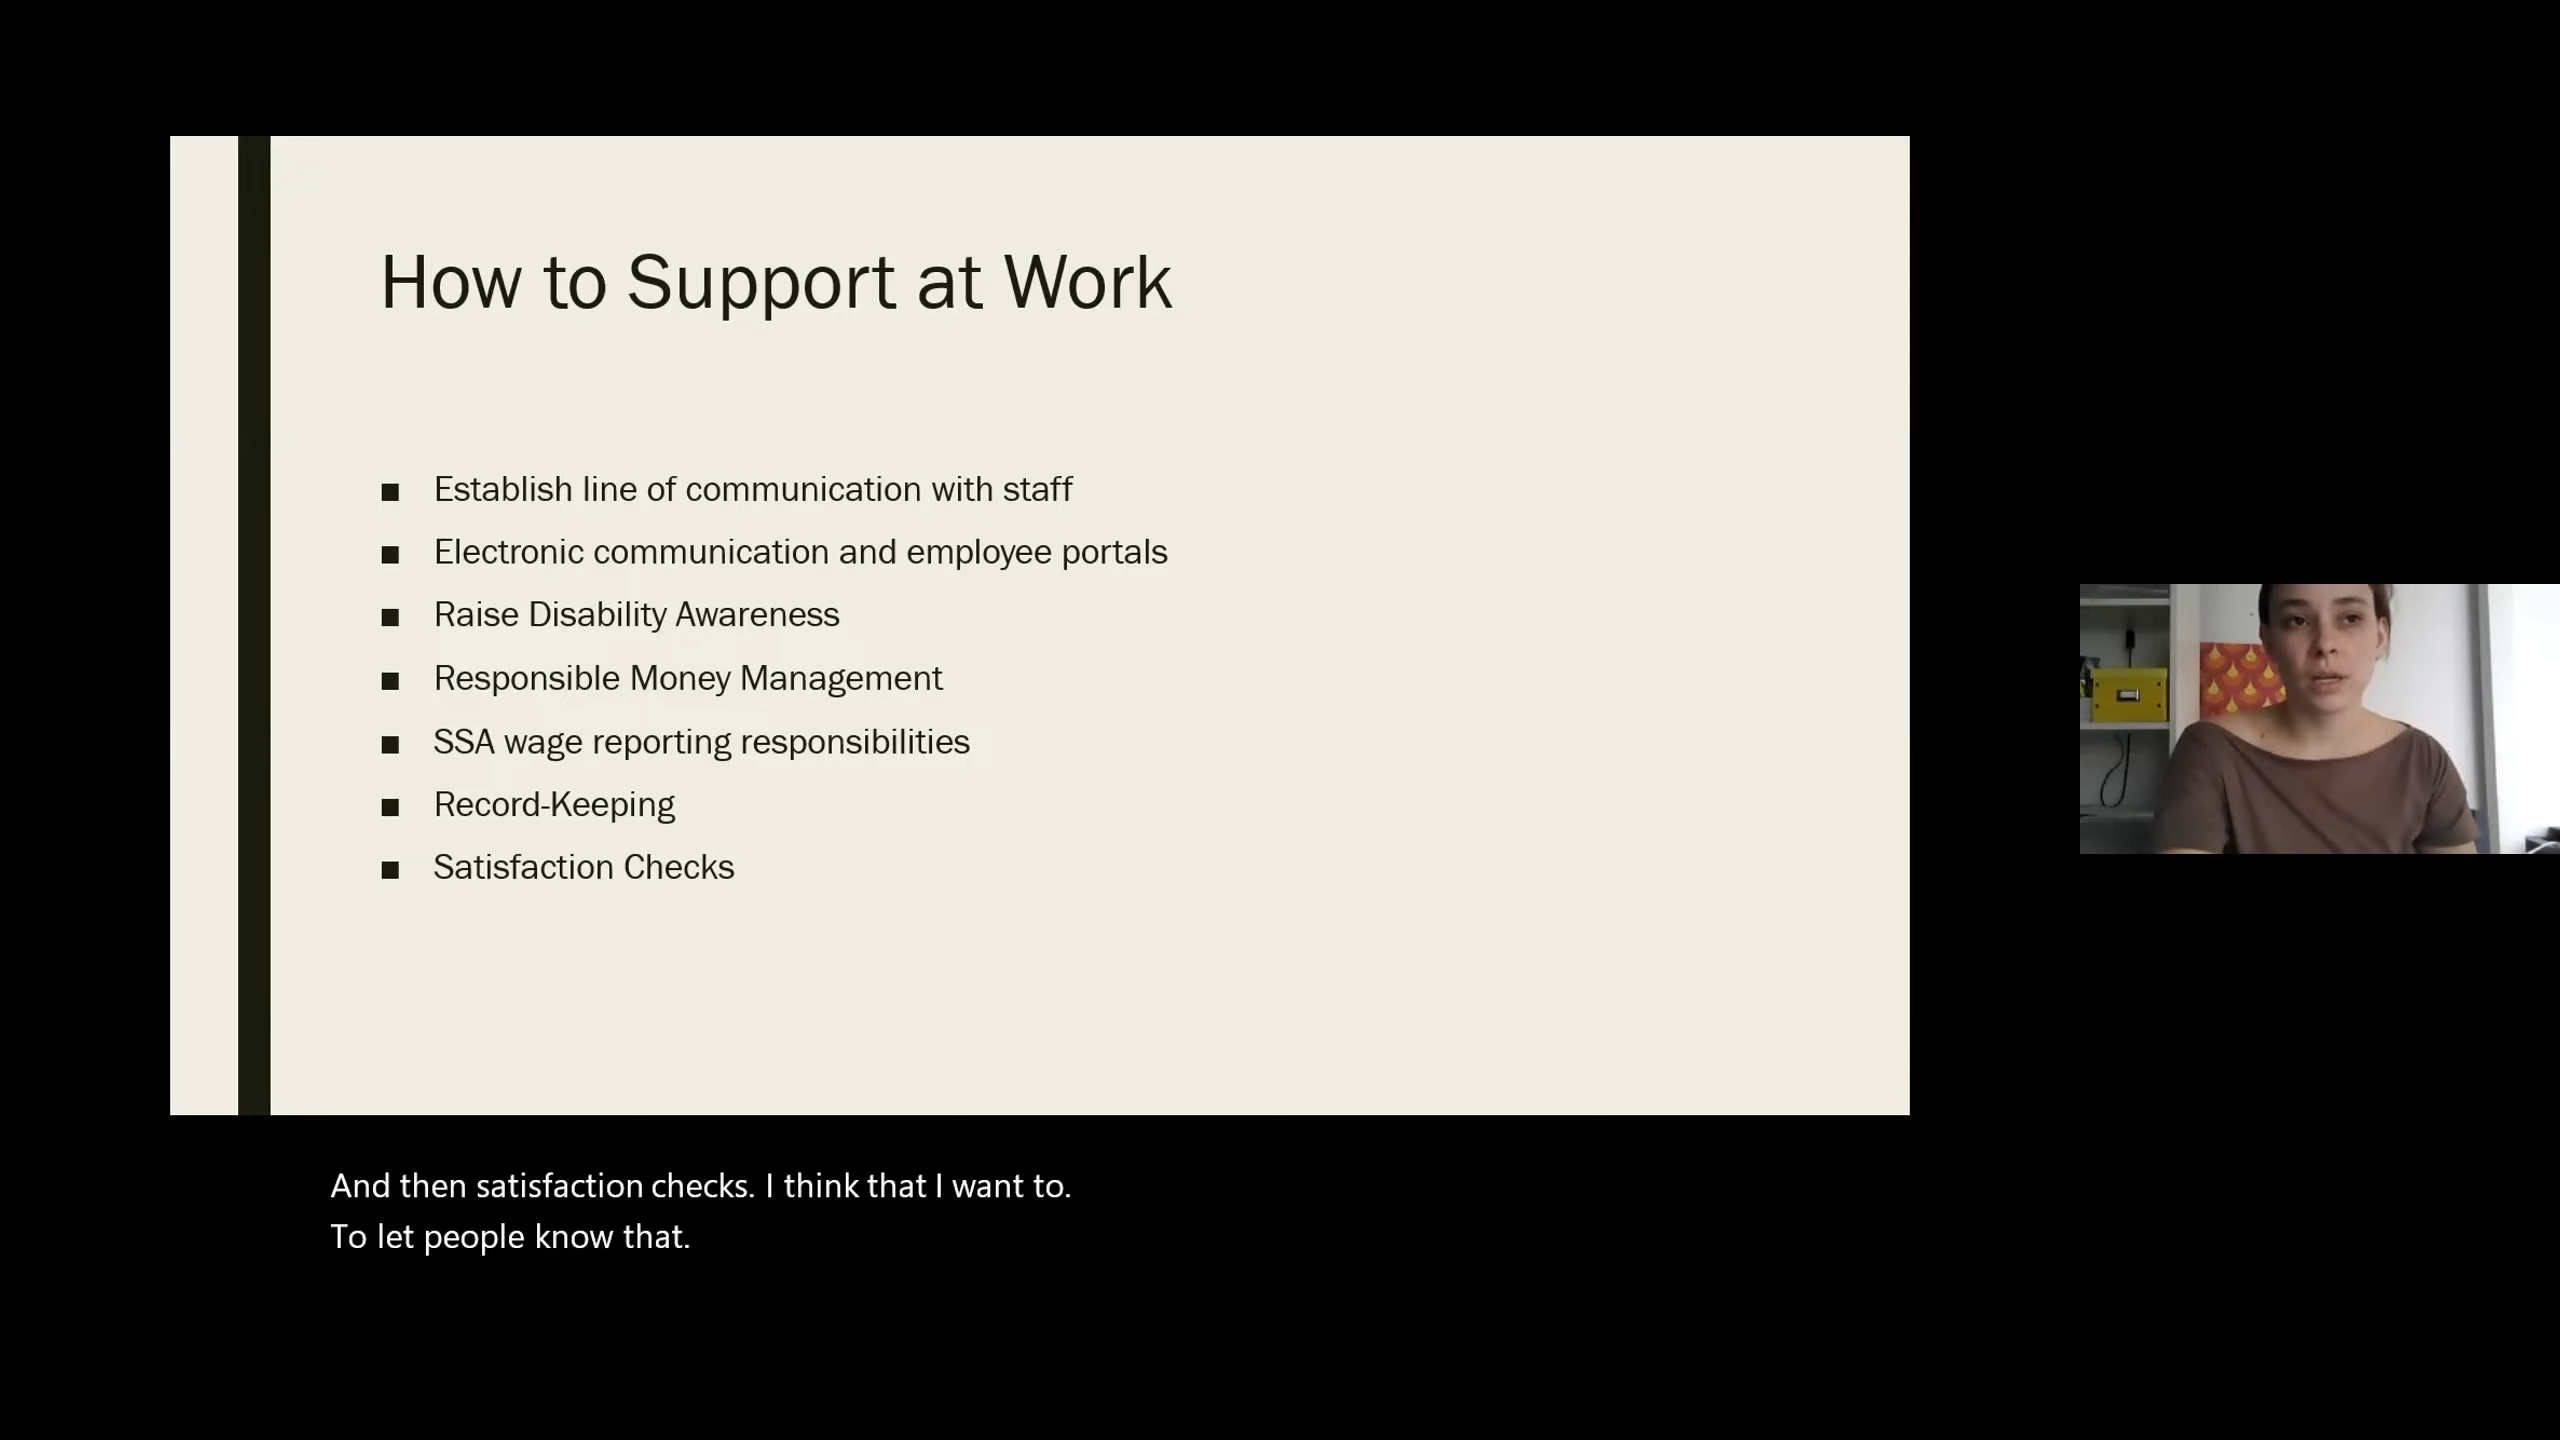 How to Support at Work
■ Establish line of communication with staff
■ Electronic communication and employee portals
■ Raise Disability Awareness
■ Responsible Money Management
■ SSA wage reporting responsibilities
■ Record-Keeping
■ Satisfaction Checks
And then satisfaction checks. I think that I want to.
To let people know that.